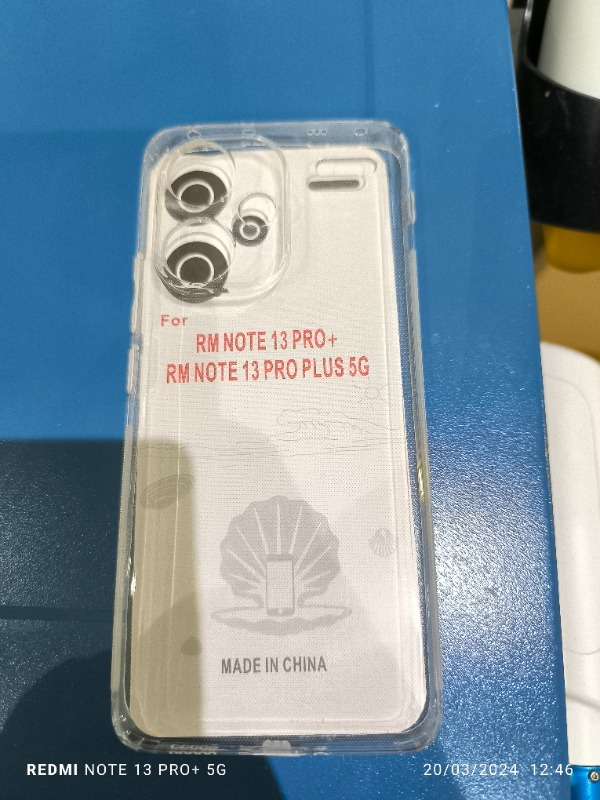 For
RM NOTE 13 PRO+
RM NOTE 13 PRO PLUS 5G
MADE IN CHINA
REDMI NOTE 13 PRO+ 5G
20/03/2024 12:46